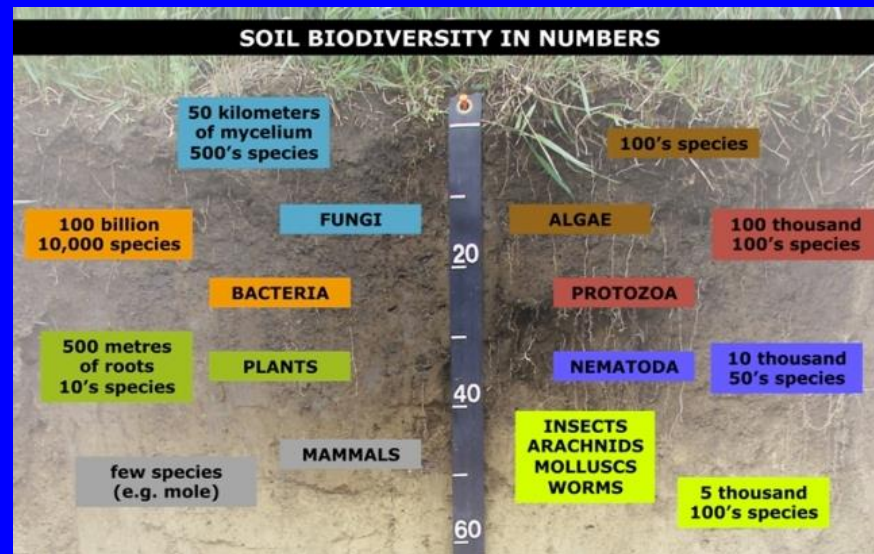 SOIL BIODIVERSITY IN NUMBERS
50 kilometers
of mycelium
500's species
100's species
100 billion
10,000 species
FUNGI
ALGAE
100 thousand
100's species
20
BACTERIA
PROTOZOA
500 metres
of roots
10's species
PLANTS
NEMATODA
10 thousand
50's species
40
few species
(e.g. mole)
MAMMALS
INSECTS
ARACHNIDS
MOLLUSCS
WORMS
5 thousand
100's species
60